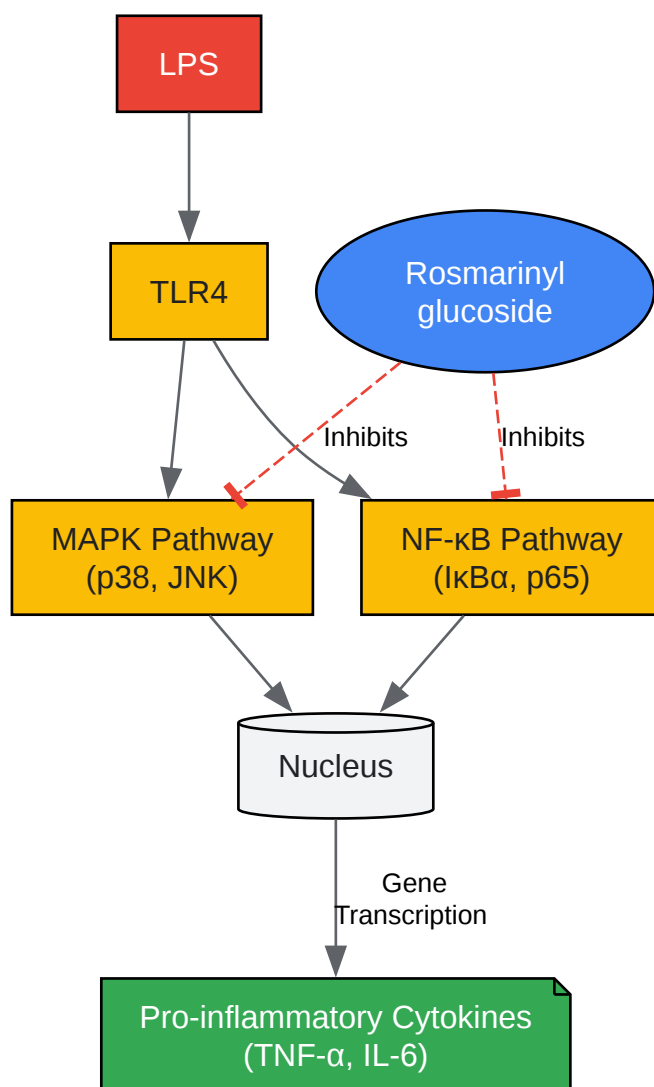 LPS
TLR4
Rosmarinyl
glucoside
Inhibits
Inhibits
MAPK Pathway
(p38, JNK)
NF-κB Pathway
(IκBα, p65)
Nucleus
Gene
Transcription
Pro-inflammatory Cytokines
(TNF-α, IL-6)